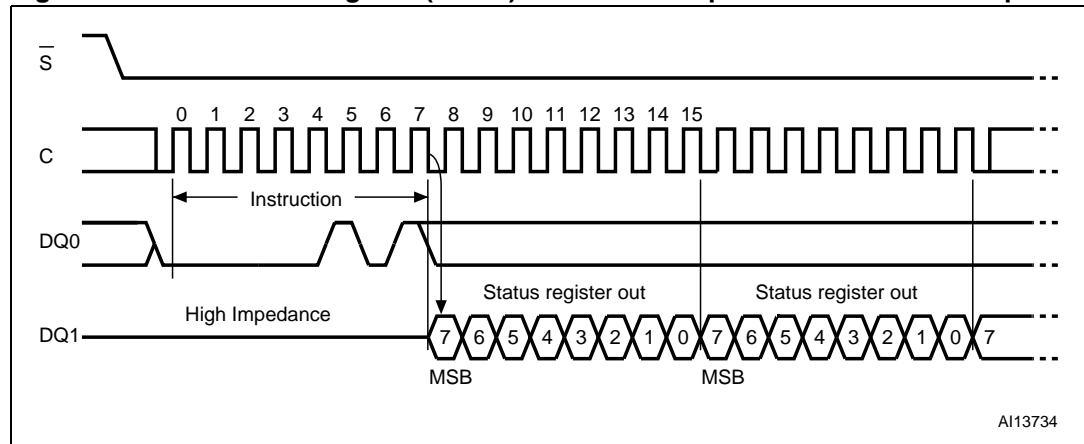 S
0 1 2 3 4 5 6 7 8 9 10 11 12 13 14 15
C
Instruction
DQ0
Status register out Status register out
High Impedance
DQ1 7 6 5 4 3 2 1 0 7 6 5 4 3 2 1 0 7
MSB MSB
AI13734